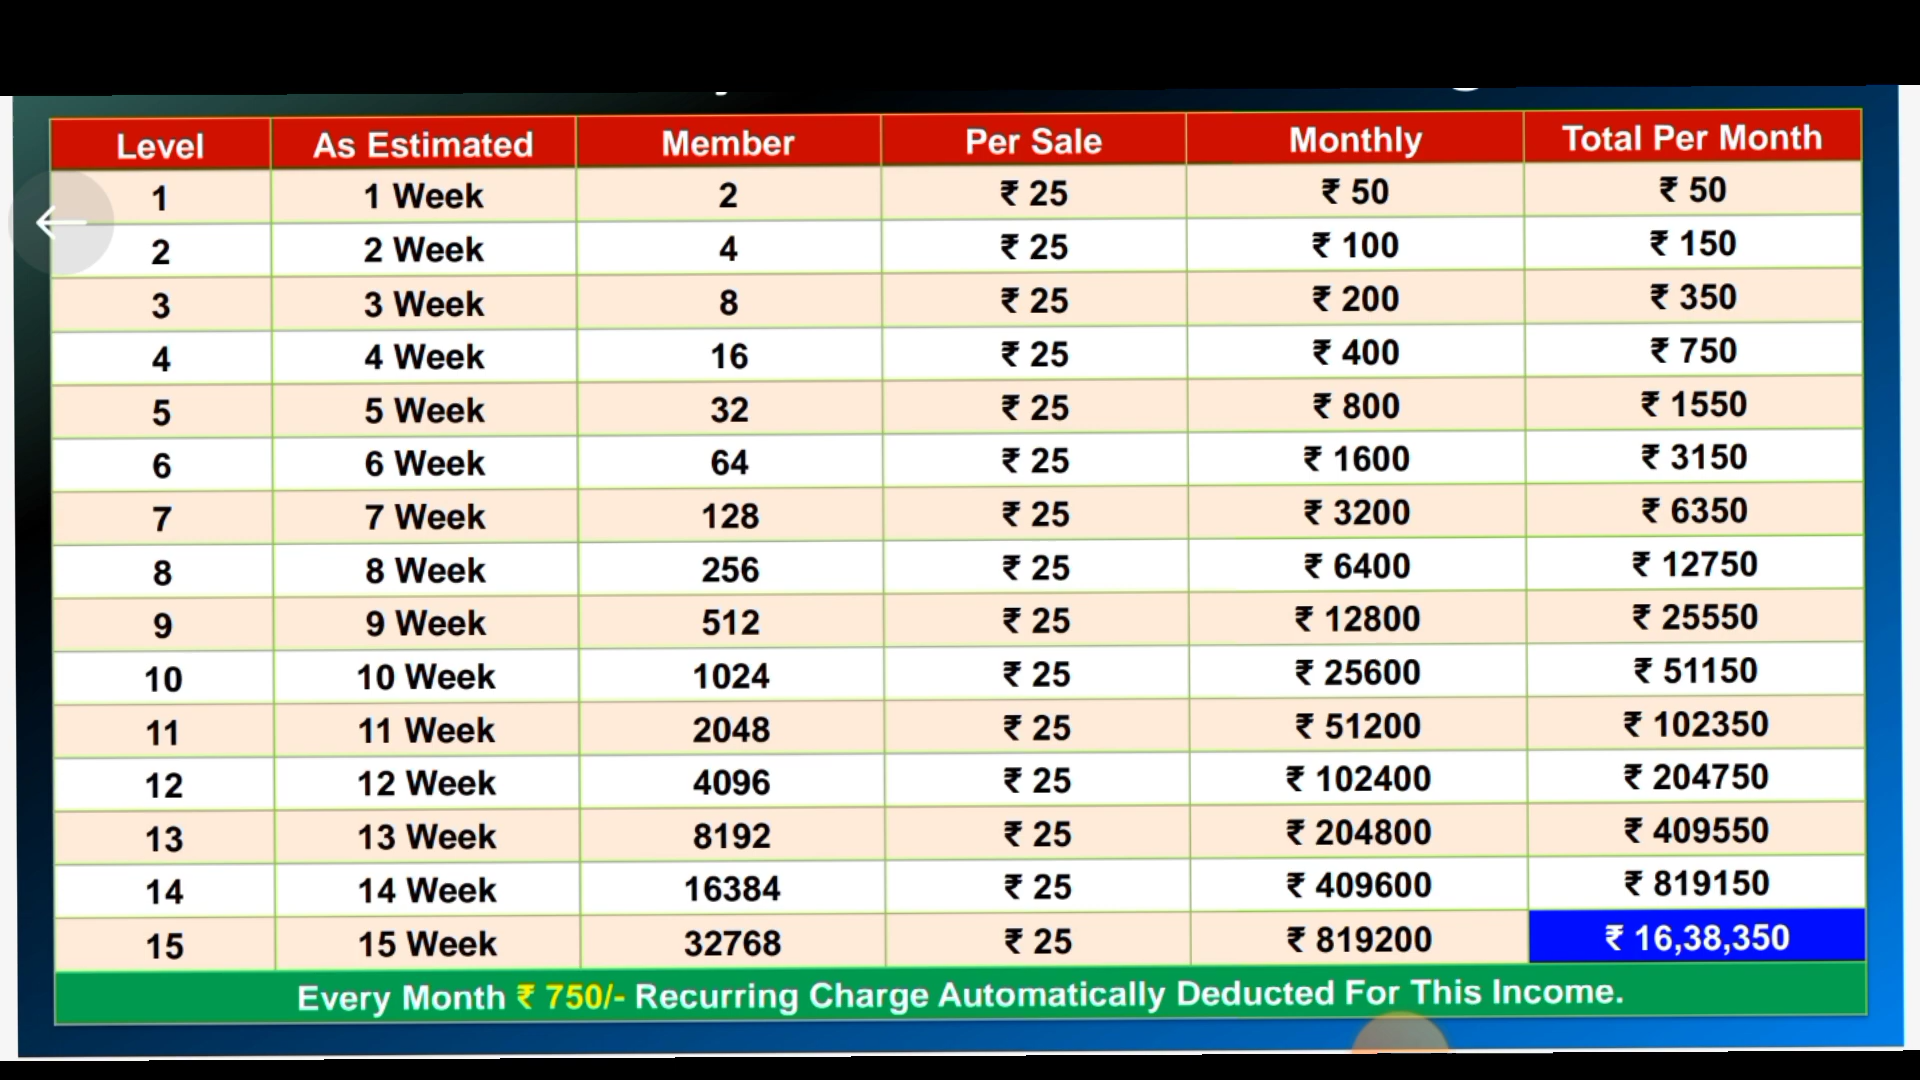 Level As Estimated Member Per Sale Monthly Total Per Month
1 1 Week 2 ₹ 25 ₹ 50 ₹ 50
2 2 Week 4 ₹ 25 ₹ 100 ₹ 150
3 3 Week 8 ₹ 25 ₹ 200 ₹ 350
4 4 Week 16 ₹ 25 ₹ 400 ₹ 750
5 5 Week 32 ₹ 25 ₹ 800 ₹ 1550
6 6 Week 64 ₹ 25 ₹ 1600 ₹ 3150
7 7 Week 128 ₹ 25 ₹ 3200 ₹ 6350
8 8 Week 256 ₹ 25 ₹ 6400 ₹ 12750
9 9 Week 512 ₹ 25 ₹ 12800 ₹ 25550
10 10 Week 1024 ₹ 25 ₹ 25600 ₹ 51150
11 11 Week 2048 ₹ 25 ₹ 51200 ₹ 102350
12 12 Week 4096 ₹ 25 ₹ 102400 ₹ 204750
13 13 Week 8192 ₹ 25 ₹ 204800 ₹ 409550
14 14 Week 16384 ₹ 25 ₹ 409600 ₹ 819150
15 15 Week 32768 ₹ 25 ₹ 819200 ₹ 16,38,350
Every Month ₹ 750/- Recurring Charge Automatically Deducted For This Income.